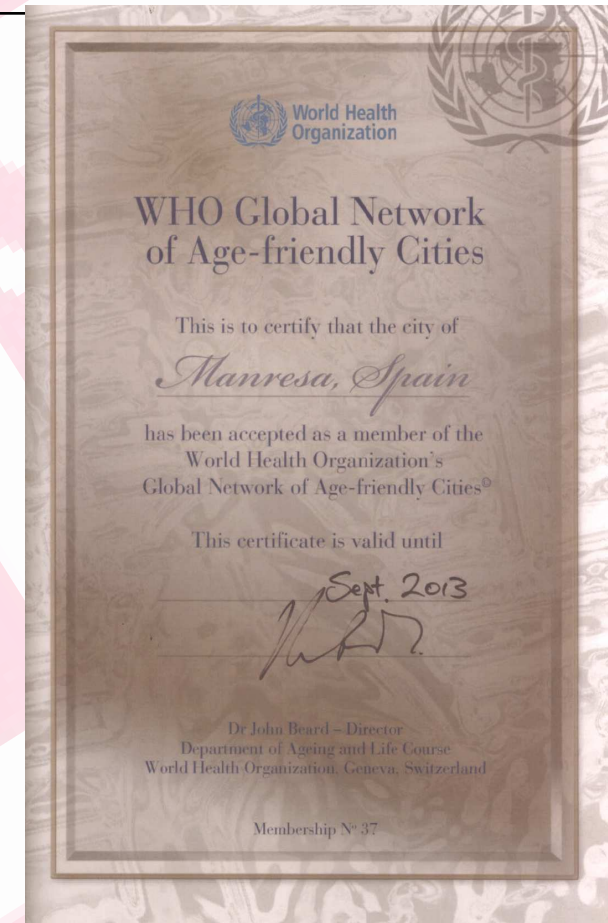 World Health
Organization
WHO Global Network
of Age-friendly Cities
This is to certify that the city of
Manresa, Spain
has been accepted as a member of the
World Health Organization's
Global Network of Age-friendly Cities©
This certificate is valid until
Sept. 2013
Dr John Beard – Director
Department of Ageing and Life Course
World Health Organization, Geneva, Switzerland
Membership Nº 37